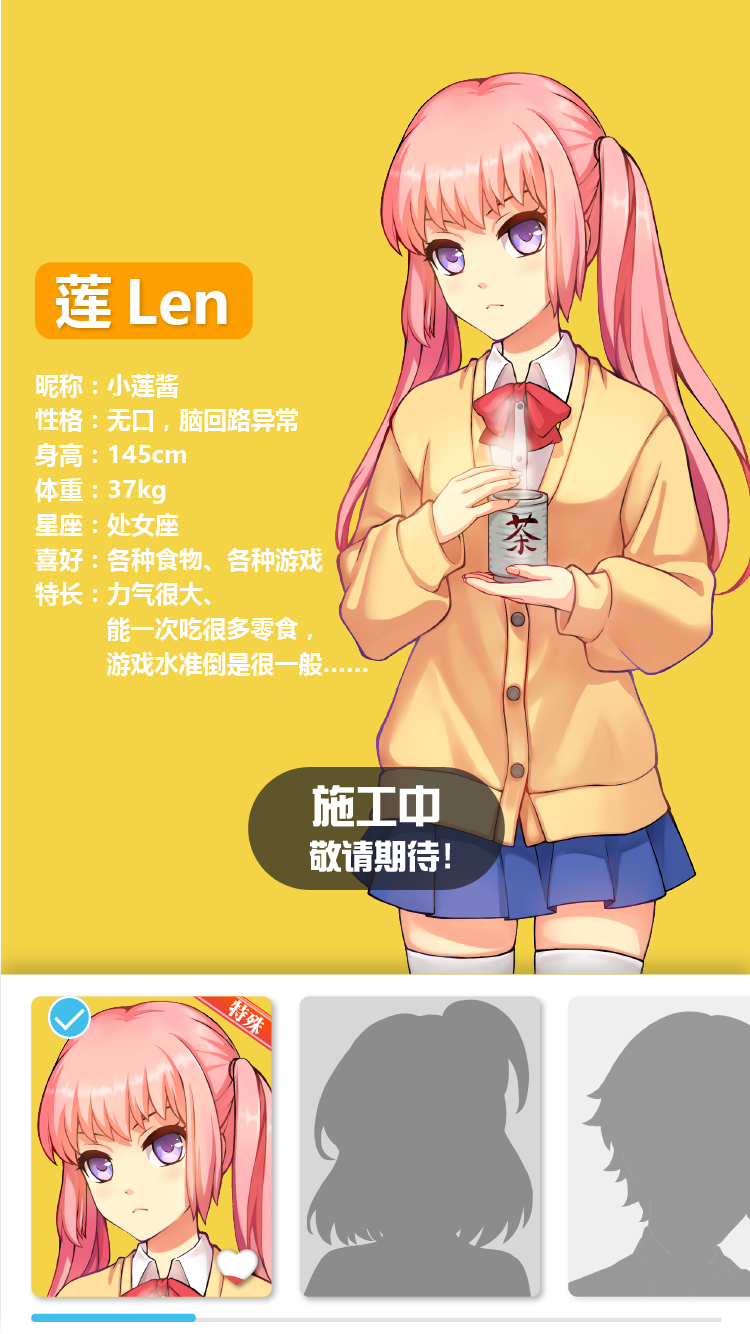 莲 Len
昵称：小莲酱
性格：无口，脑回路异常
身高：145cm
体重：37kg
星座：处女座
喜好：各种食物、各种游戏
特长：力气很大、
能一次吃很多零食，
游戏水准倒是很一般……
茶
施工中
敬请期待!
特殊